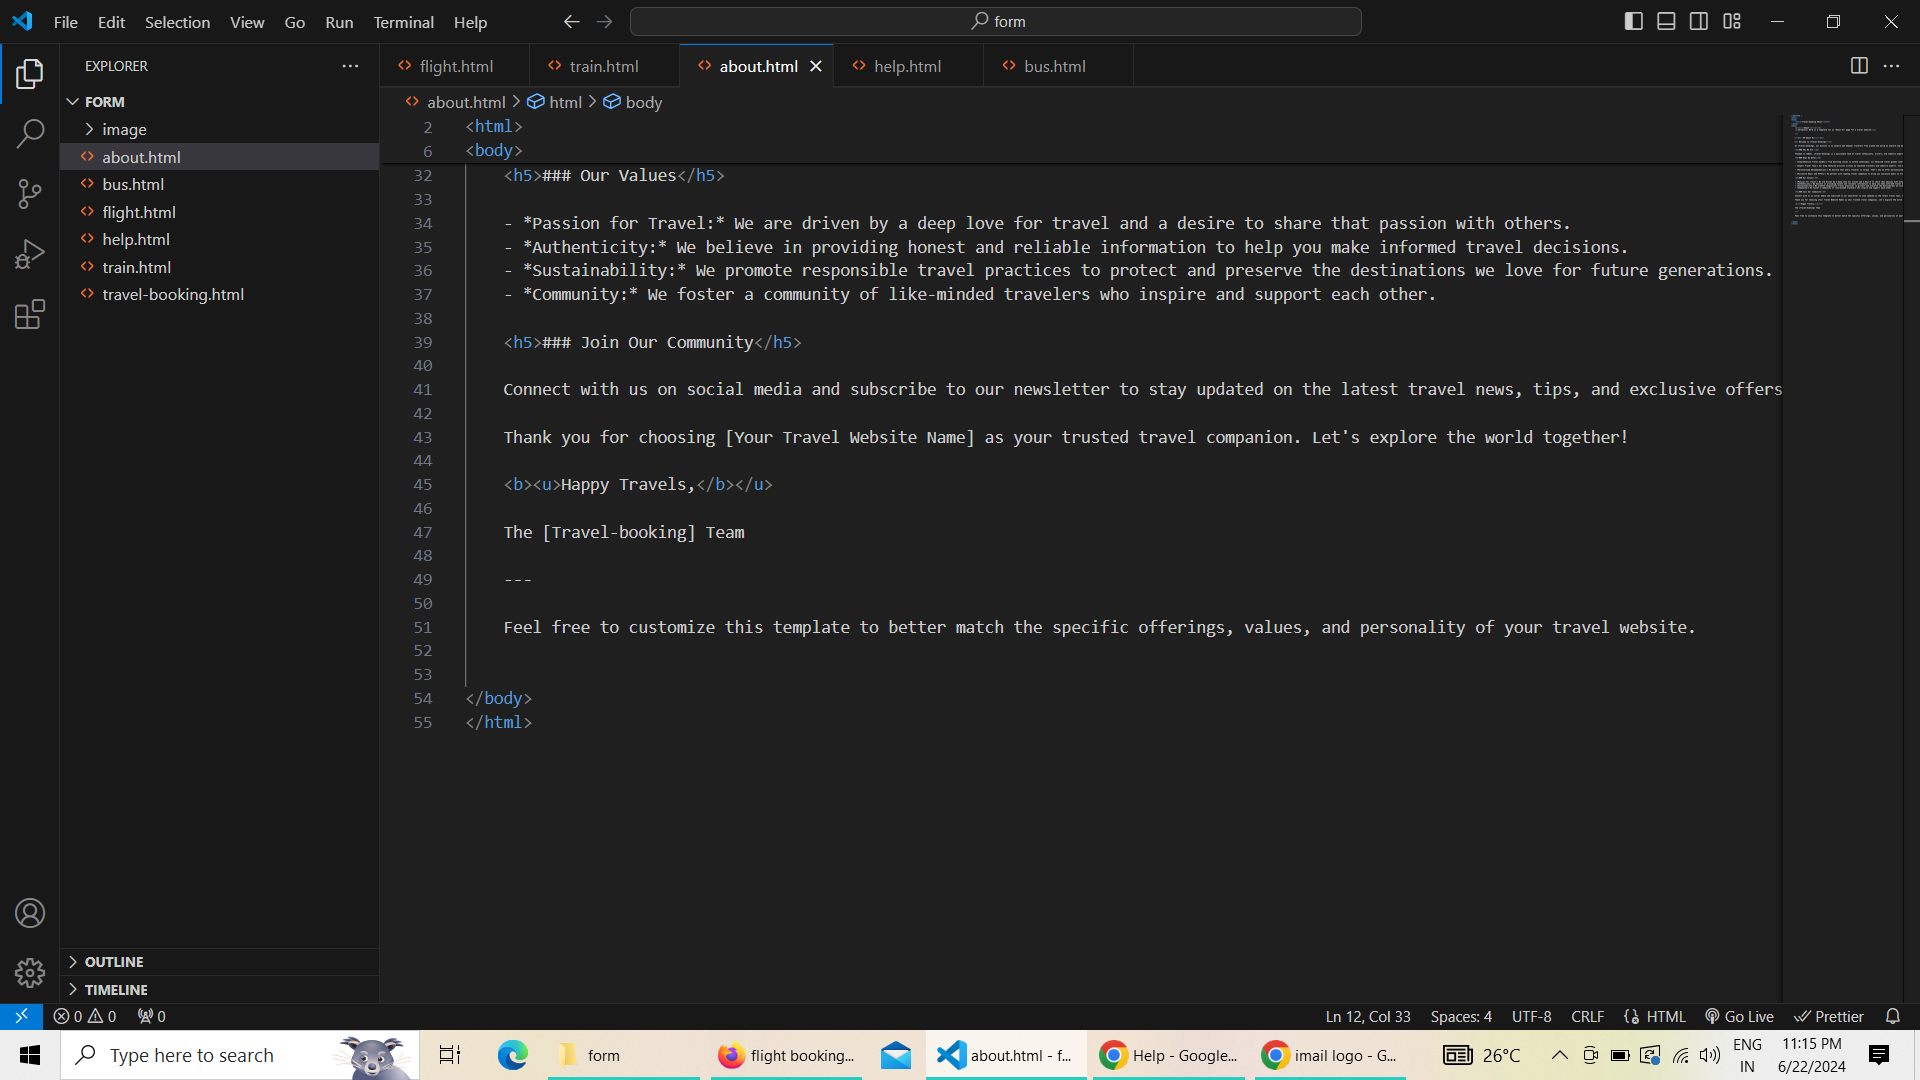 File Edit Selection View Go Run Terminal Help
form
EXPLORER
FORM
image
about.html
bus.html
flight.html
help.html
train.html
travel-booking.html
OUTLINE
TIMELINE
flight.html train.html about.html help.html bus.html
about.html html body
2 <html>
6 <body>
32 <h5>### Our Values</h5>
33
34 - *Passion for Travel:* We are driven by a deep love for travel and a desire to share that passion with others.
35 - *Authenticity:* We believe in providing honest and reliable information to help you make informed travel decisions.
36 - *Sustainability:* We promote responsible travel practices to protect and preserve the destinations we love for future generations.
37 - *Community:* We foster a community of like-minded travelers who inspire and support each other.
38
39 <h5>### Join Our Community</h5>
40
41 Connect with us on social media and subscribe to our newsletter to stay updated on the latest travel news, tips, and exclusive offers
42
43 Thank you for choosing [Your Travel Website Name] as your trusted travel companion. Let's explore the world together!
44
45 <b><u>Happy Travels,</b></u>
46
47 The [Travel-booking] Team
48
49 ---
50
51 Feel free to customize this template to better match the specific offerings, values, and personality of your travel website.
52
53
54 </body>
55 </html>
0 0 0
Ln 12, Col 33 Spaces: 4 UTF-8 CRLF HTML Go Live Prettier
Type here to search
form
flight booking...
about.html - f...
Help - Google...
imail logo - G...
26°C
ENG
IN
11:15 PM
6/22/2024